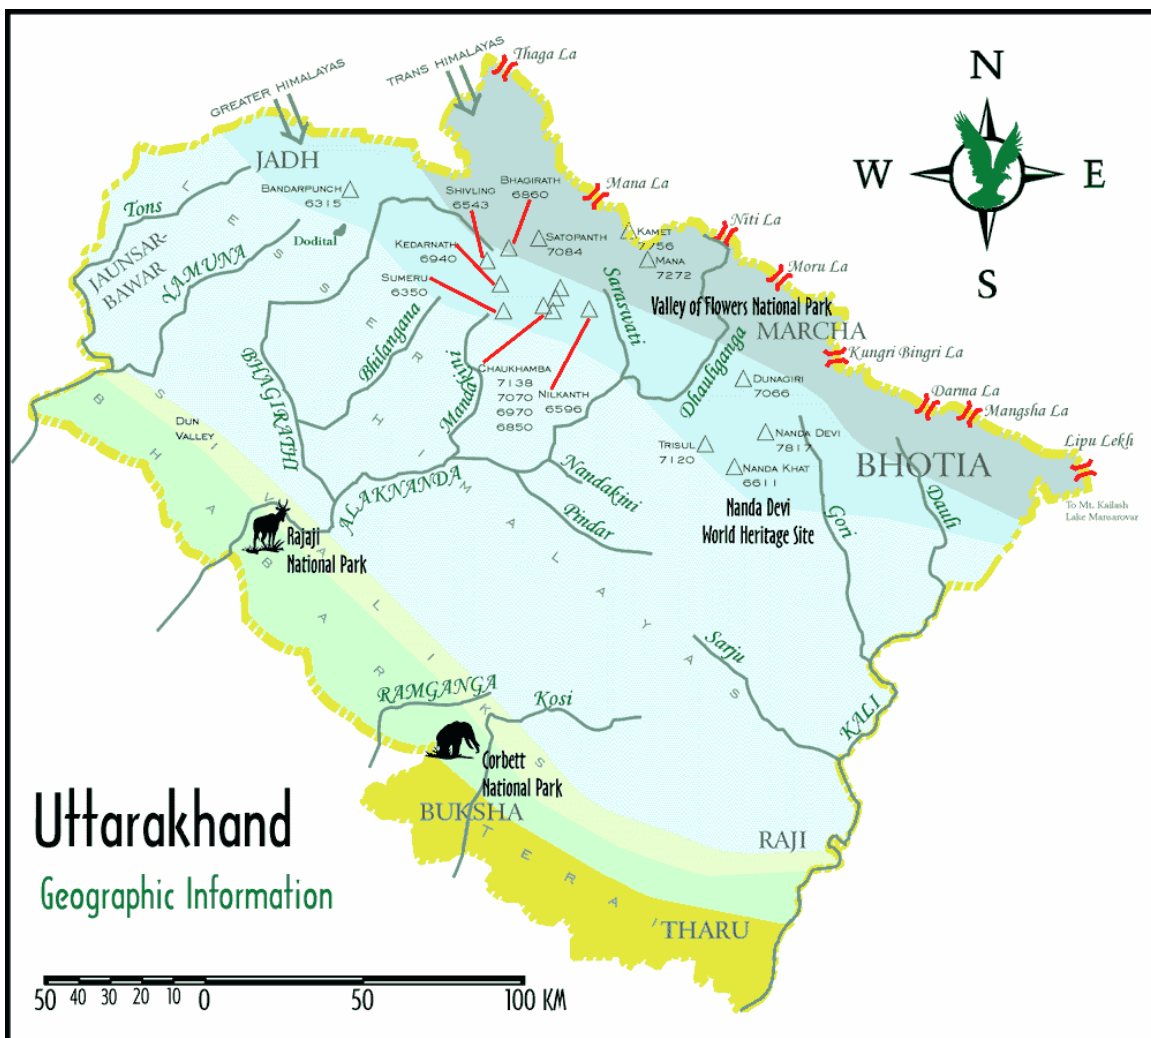 Thaga La
TRANS HIMALAYAS
GREATER HIMALAYAS
N
W
E
S
JADH
BANDARPUNCH
6315
SHIVLING
6543
BHAGIRATH
6860
Mana La
Niti La
Tons
JAUNSAR-
BAWAR
YAMUNA
Dodital
KEDARNATH
6940
SATOPANTH
7084
KAMET
7756
MANA
7272
Moru La
SUMERU
6350
Saraswati
Valley of Flowers National Park
MARCHA
Kungri Bingri La
BHAGIRATHI
Bhilangana
Mandakini
CHAUKHAMBA
7138
7070
6970
6850
NILKANTH
6596
Dhauliganga
DUNAGIRI
7066
Darma La
Mangsha La
Lipu Lekh
DUN
VALLEY
TRISUL
7120
NANDA DEVI
7817
NANDA KHAT
6611
BHOTIA
ALAKNANDA
Nandakini
Pindar
Nanda Devi
World Heritage Site
Gori
Dauli
To Mt. Kailash
Lake Mansarovar
Rajaji
National Park
LESSER HIMALAYAS
SIVALIKS
BHABAR
Sarju
RAMGANGA
Kosi
KALI
Corbett
National Park
BUKSHA
RAJI
TERAI
THARU
Uttarakhand
Geographic Information
50 40 30 20 10 0 50 100 KM